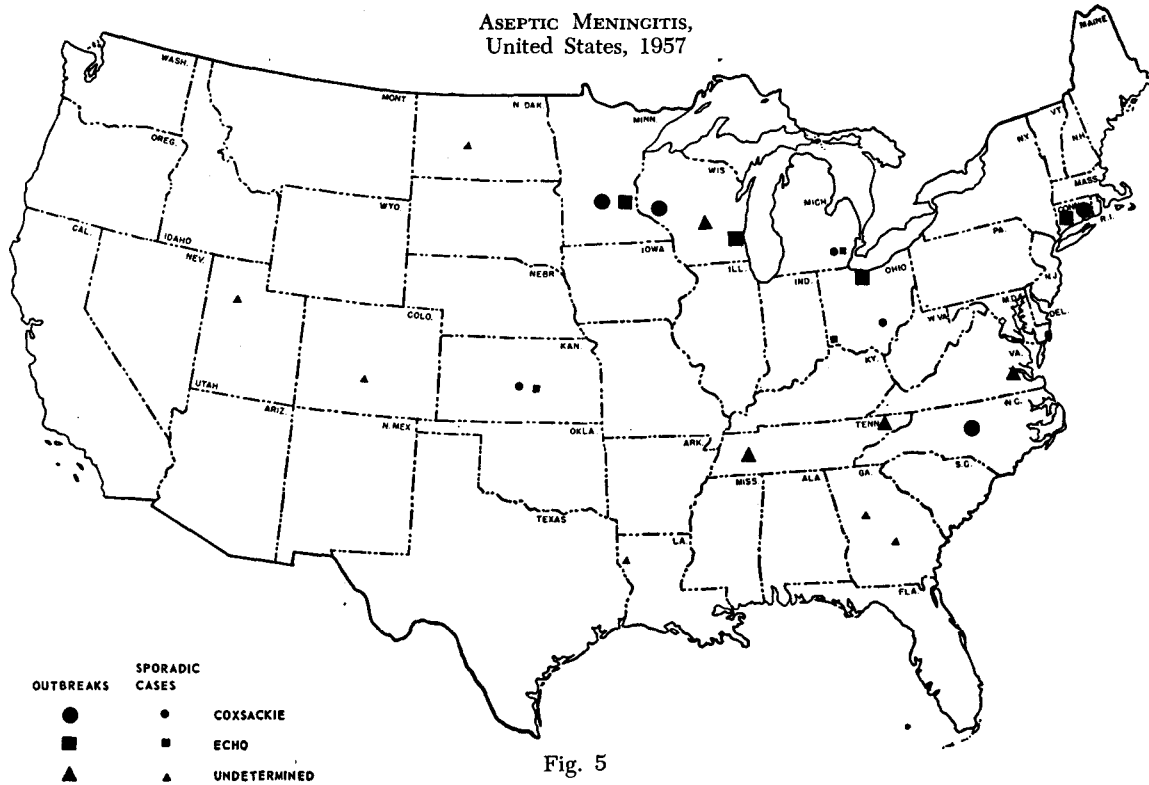 ASEPTIC MENINGITIS,
United States, 1957
MAINE
WASH.
MONT.
N. DAK.
MINN
VT.
N.H.
N.Y.
OREG.
WIS
MICH
MASS.
CONN.
R.I.
WYO.
CAL.
IDAHO
NEV.
IOWA
PA.
NEBR.
ILL.
IND.
OHIO
N.J.
M.D.
DEL.
COLO.
W.VA.
KAN.
KY.
VA.
UTAH
ARIZ.
N. MEX.
OKLA.
ARK.
TENN.
N.C.
S.C.
MISS
ALA.
GA.
TEXAS
LA.
FLA.
OUTBREAKS
SPORADIC
CASES
COXSACKIE
ECHO
UNDETERMINED
Fig. 5